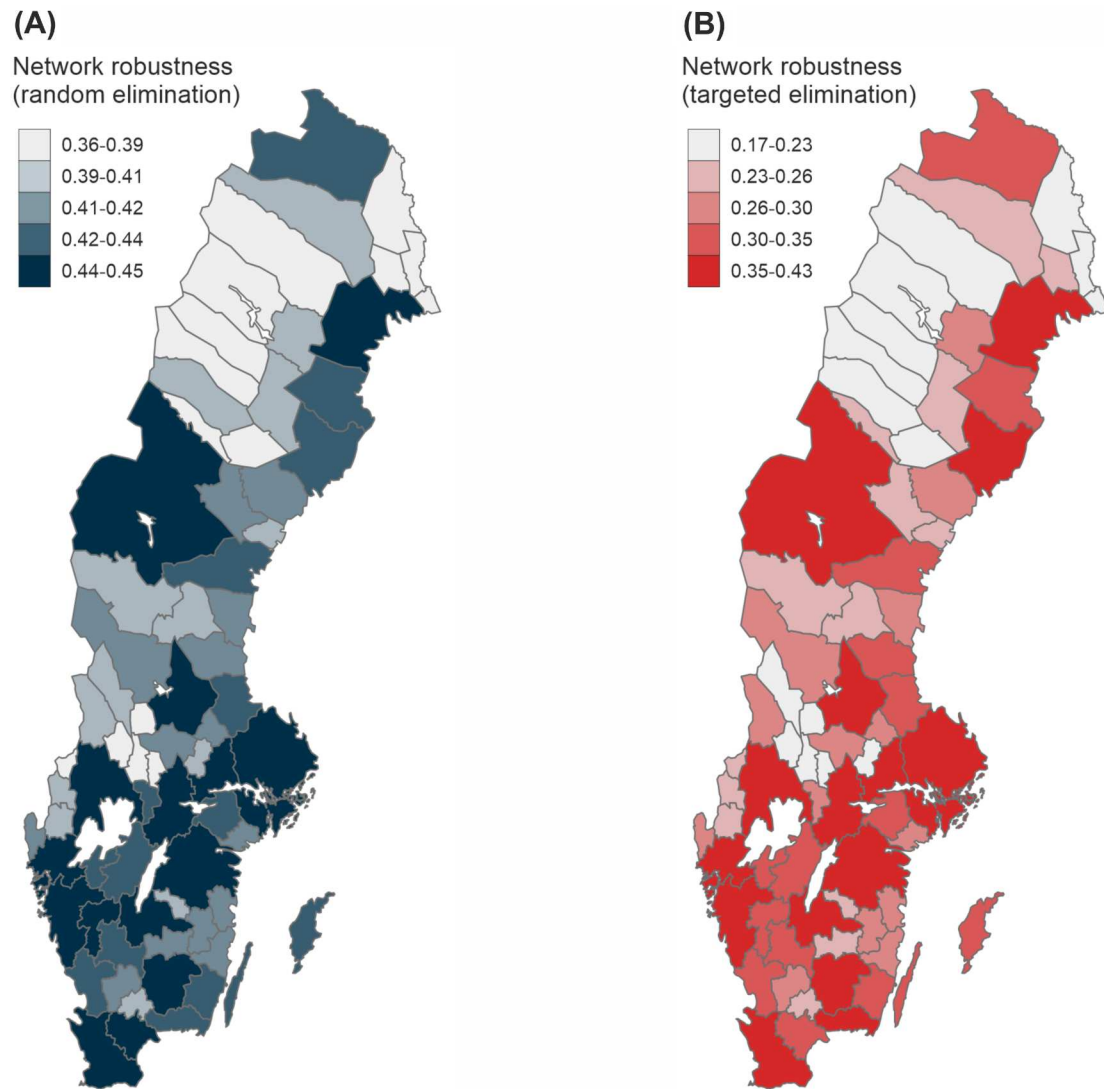 (A)
Network robustness
(random elimination)
0.36-0.39
0.39-0.41
0.41-0.42
0.42-0.44
0.44-0.45
(B)
Network robustness
(targeted elimination)
0.17-0.23
0.23-0.26
0.26-0.30
0.30-0.35
0.35-0.43